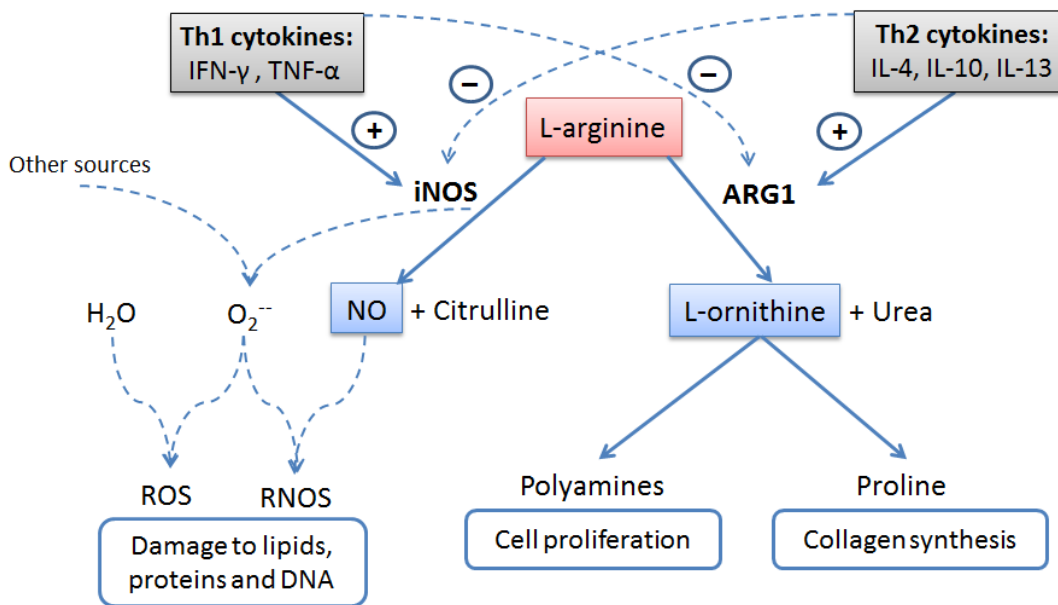 Th1 cytokines:
IFN-γ , TNF-α
Th2 cytokines:
IL-4, IL-10, IL-13
−
−
+
+
L-arginine
Other sources
iNOS
ARG1
H₂O
O₂⁻⁻
NO
+ Citrulline
L-ornithine
+ Urea
ROS
RNOS
Polyamines
Proline
Damage to lipids,
proteins and DNA
Cell proliferation
Collagen synthesis